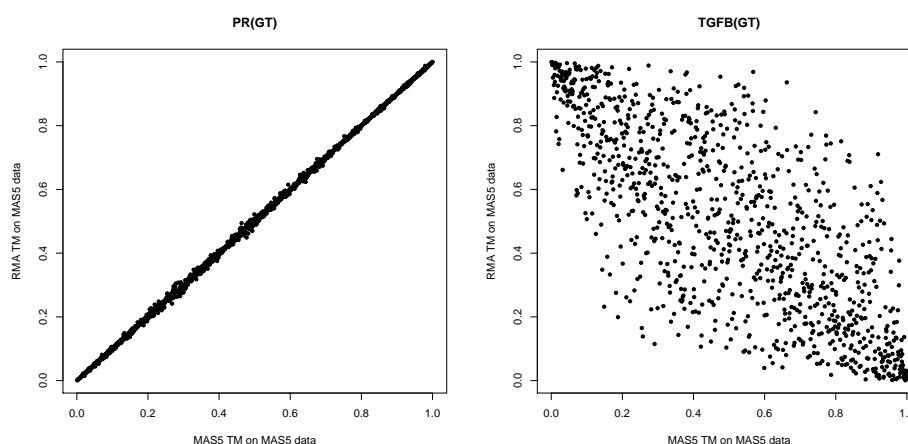 PR(GT)
RMA TM on MAS5 data
1.0
0.8
0.6
0.4
0.2
0.0
0.0 0.2 0.4 0.6 0.8 1.0
MAS5 TM on MAS5 data
TGFB(GT)
RMA TM on MAS5 data
1.0
0.8
0.6
0.4
0.2
0.0
0.0 0.2 0.4 0.6 0.8 1.
MAS5 TM on MAS5 data